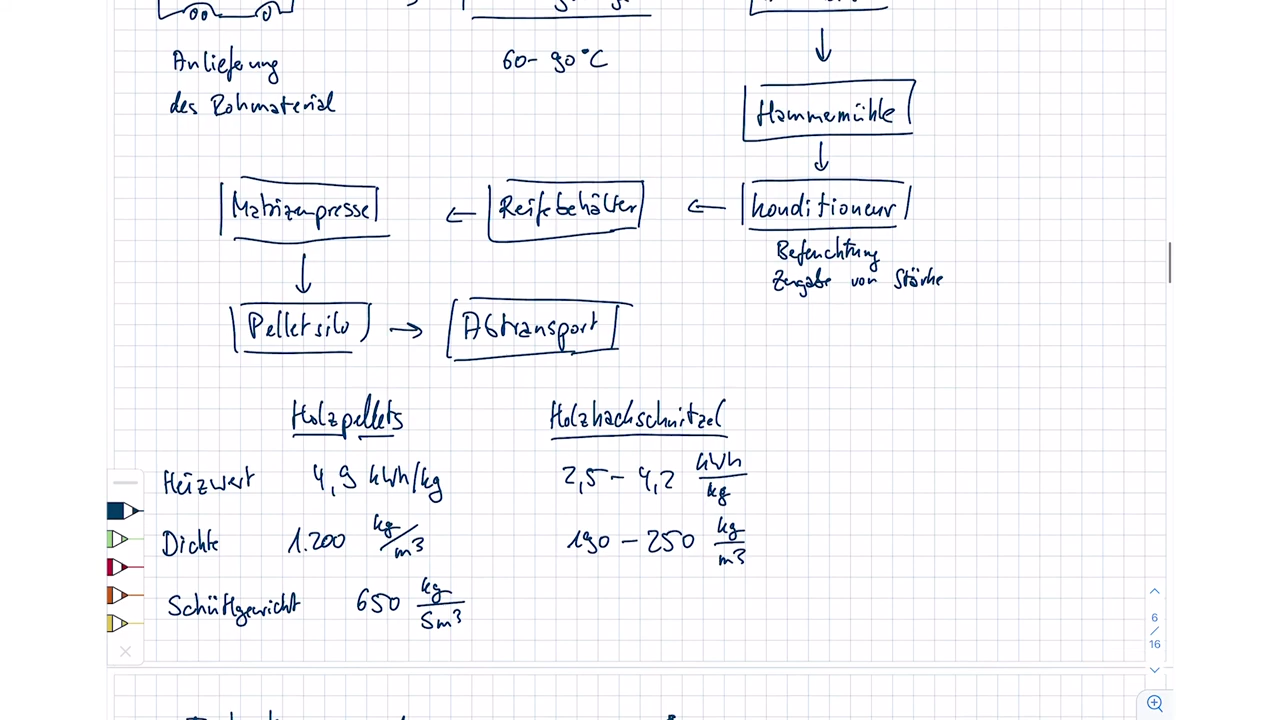 Anlieferung
des Rohmaterial
60-90°C
Hammemühle
Konditioneur
Befeuchtung
Zugabe von Stärke
Reifebehälter
Matrizenpresse
Pelletsilo
Abtransport
Holzpellets Holzhackschnitzel
Heizwert 4,9 kWh/kg 2,5 - 4,2 kWh/kg
Dichte 1.200 kg/m³ 190 - 250 kg/m³
Schüttgewicht 650 kg/Sm³
6
/
16